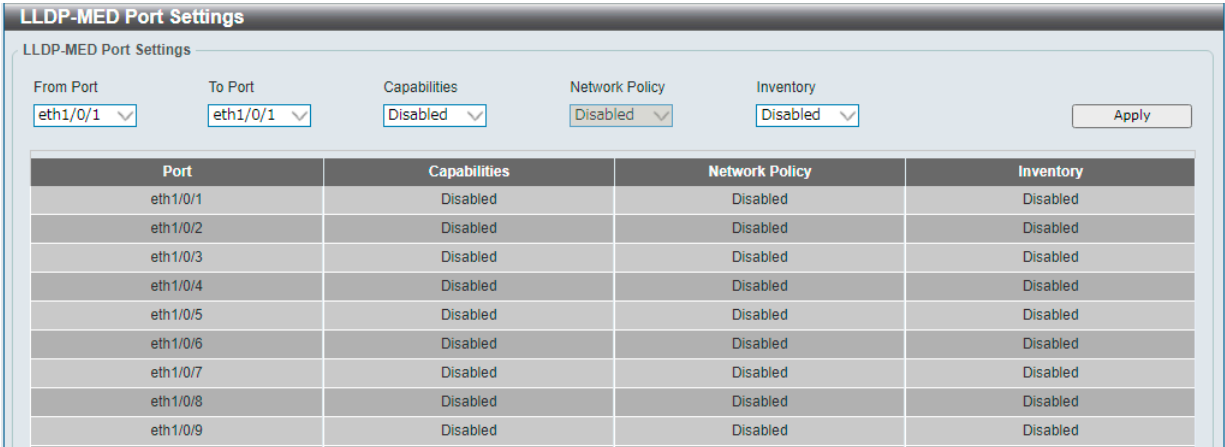 LLDP-MED Port Settings
LLDP-MED Port Settings
From Port To Port Capabilities Network Policy Inventory
eth1/0/1 eth1/0/1 Disabled Disabled Disabled Apply
Port Capabilities Network Policy Inventory
eth1/0/1 Disabled Disabled Disabled
eth1/0/2 Disabled Disabled Disabled
eth1/0/3 Disabled Disabled Disabled
eth1/0/4 Disabled Disabled Disabled
eth1/0/5 Disabled Disabled Disabled
eth1/0/6 Disabled Disabled Disabled
eth1/0/7 Disabled Disabled Disabled
eth1/0/8 Disabled Disabled Disabled
eth1/0/9 Disabled Disabled Disabled